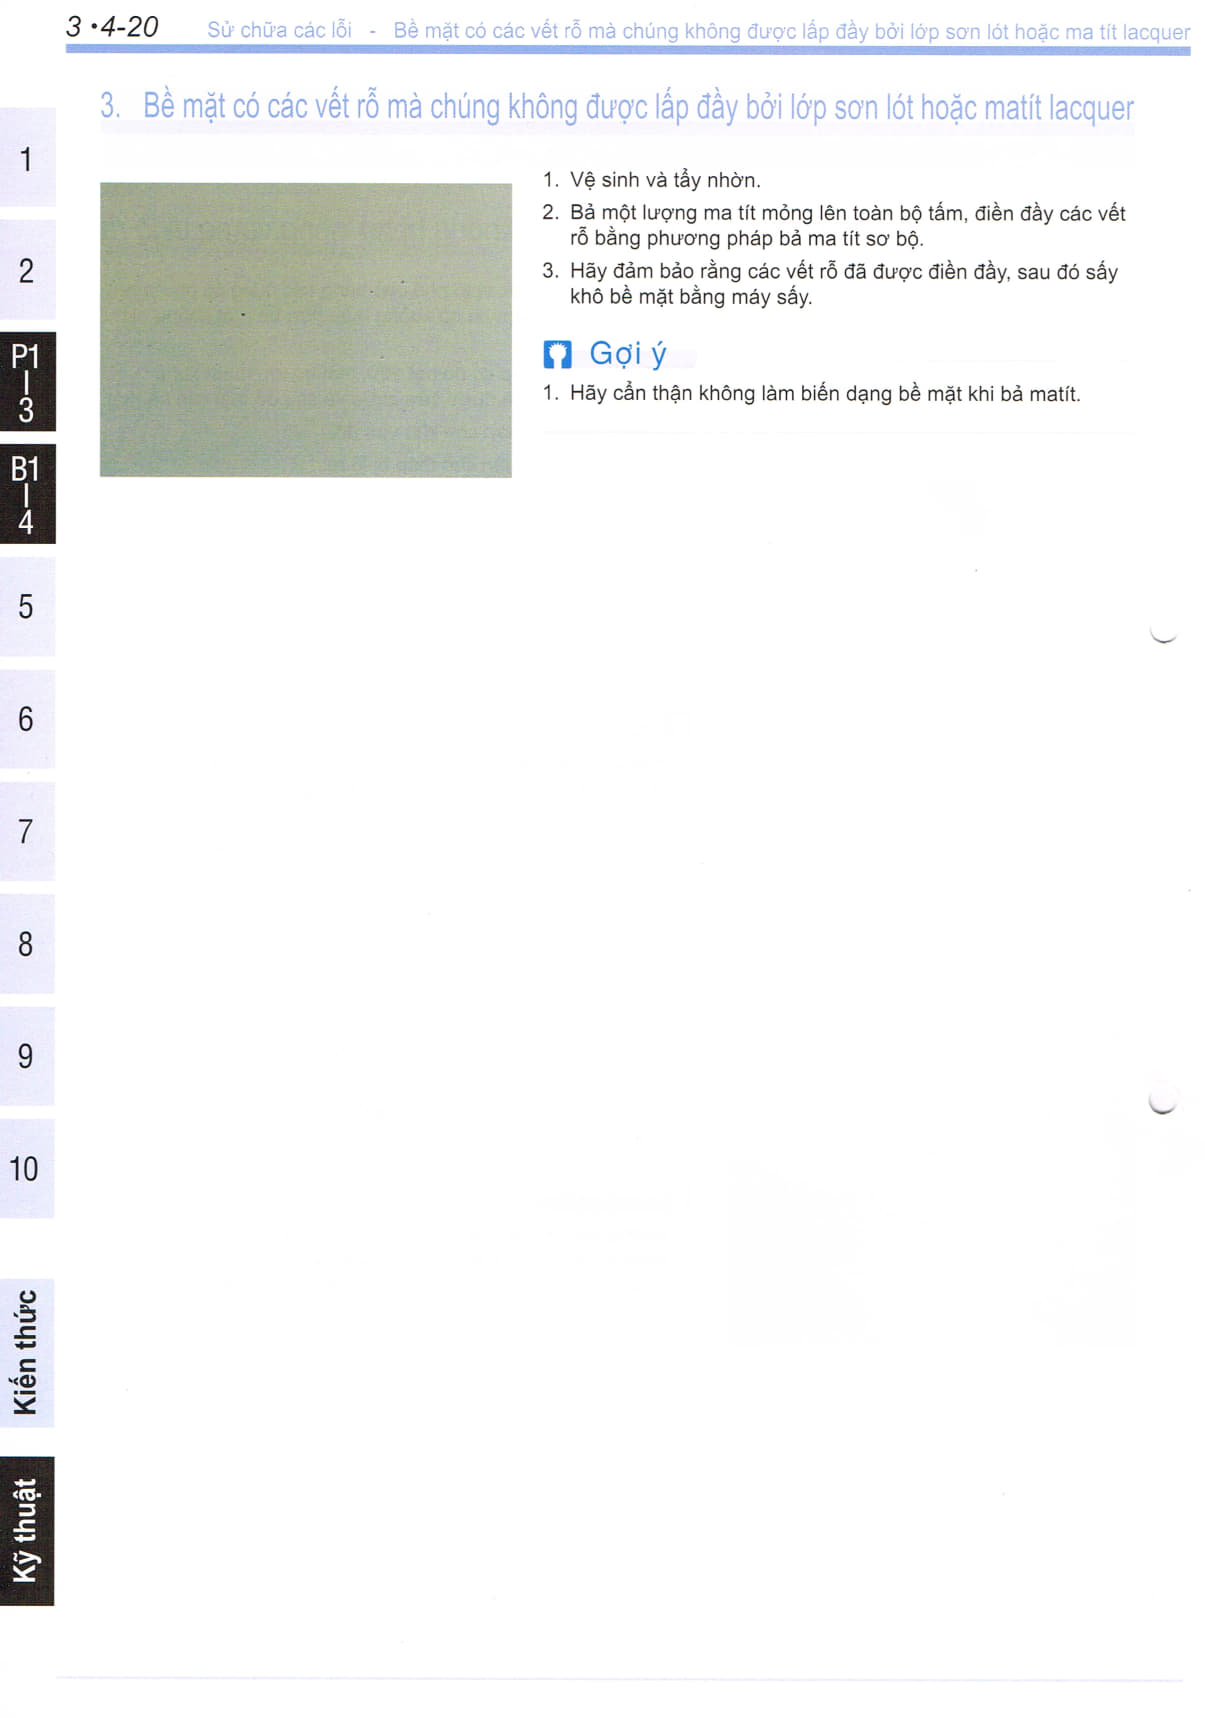 3 •4-20 Sử chữa các lỗi - Bề mặt có các vết rỗ mà chúng không được lấp đầy bởi lớp sơn lót hoặc ma tít lacquer
3. Bề mặt có các vết rỗ mà chúng không được lấp đầy bởi lớp sơn lót hoặc matít lacquer
1. Vệ sinh và tẩy nhờn.
2. Bả một lượng ma tít mỏng lên toàn bộ tấm, điền đầy các vết
rỗ bằng phương pháp bả ma tít sơ bộ.
3. Hãy đảm bảo rằng các vết rỗ đã được điền đầy, sau đó sấy
khô bề mặt bằng máy sấy.
Gợi ý
1. Hãy cẩn thận không làm biến dạng bề mặt khi bả matít.
1
2
P1
3
B1
4
5
6
7
8
9
10
Kiến thức
Kỹ thuật